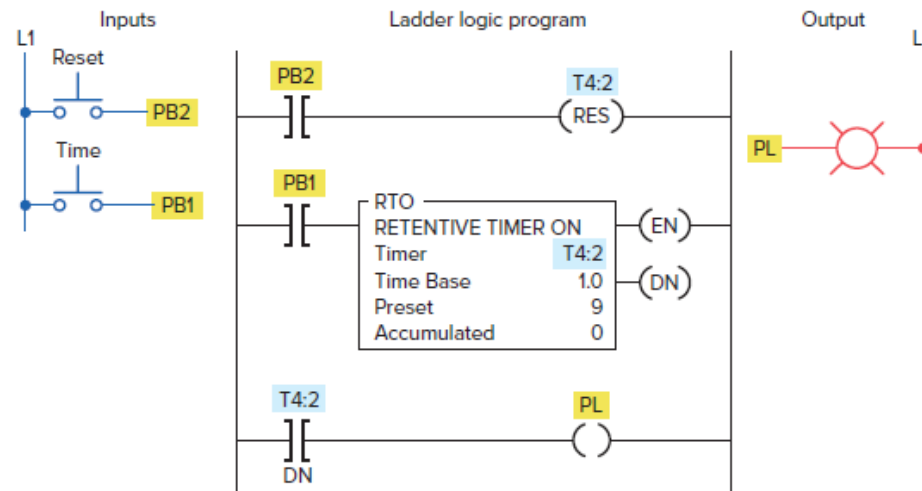 Inputs
Ladder logic program
Output
L1
L
Reset
PB2
Time
PB1
PB2
T4:2
RES
PB1
RTO
RETENTIVE TIMER ON
Timer T4:2
Time Base 1.0
Preset 9
Accumulated 0
EN
DN
T4:2
DN
PL
PL